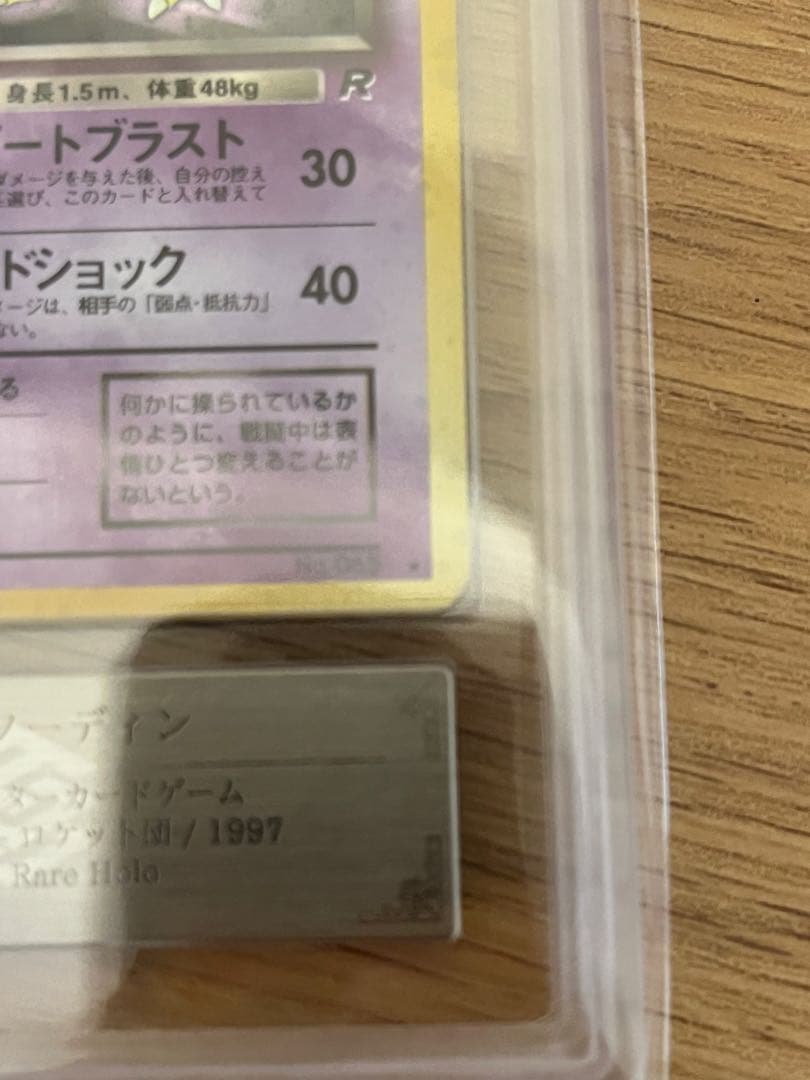 身長1.5m、体重48kg R
ートブラスト 30
メージを与えた後、自分の控え
選び、このカードと入れ替えて
ドショック 40
ージは、相手の「弱点・抵抗力」
ない。
る
何かに操られているか
のように、戦闘中は表
情ひとつ変えることが
ないという。
No.065 ★
ーディン
ターカードゲーム
ロケット団 / 1997
Rare Holo